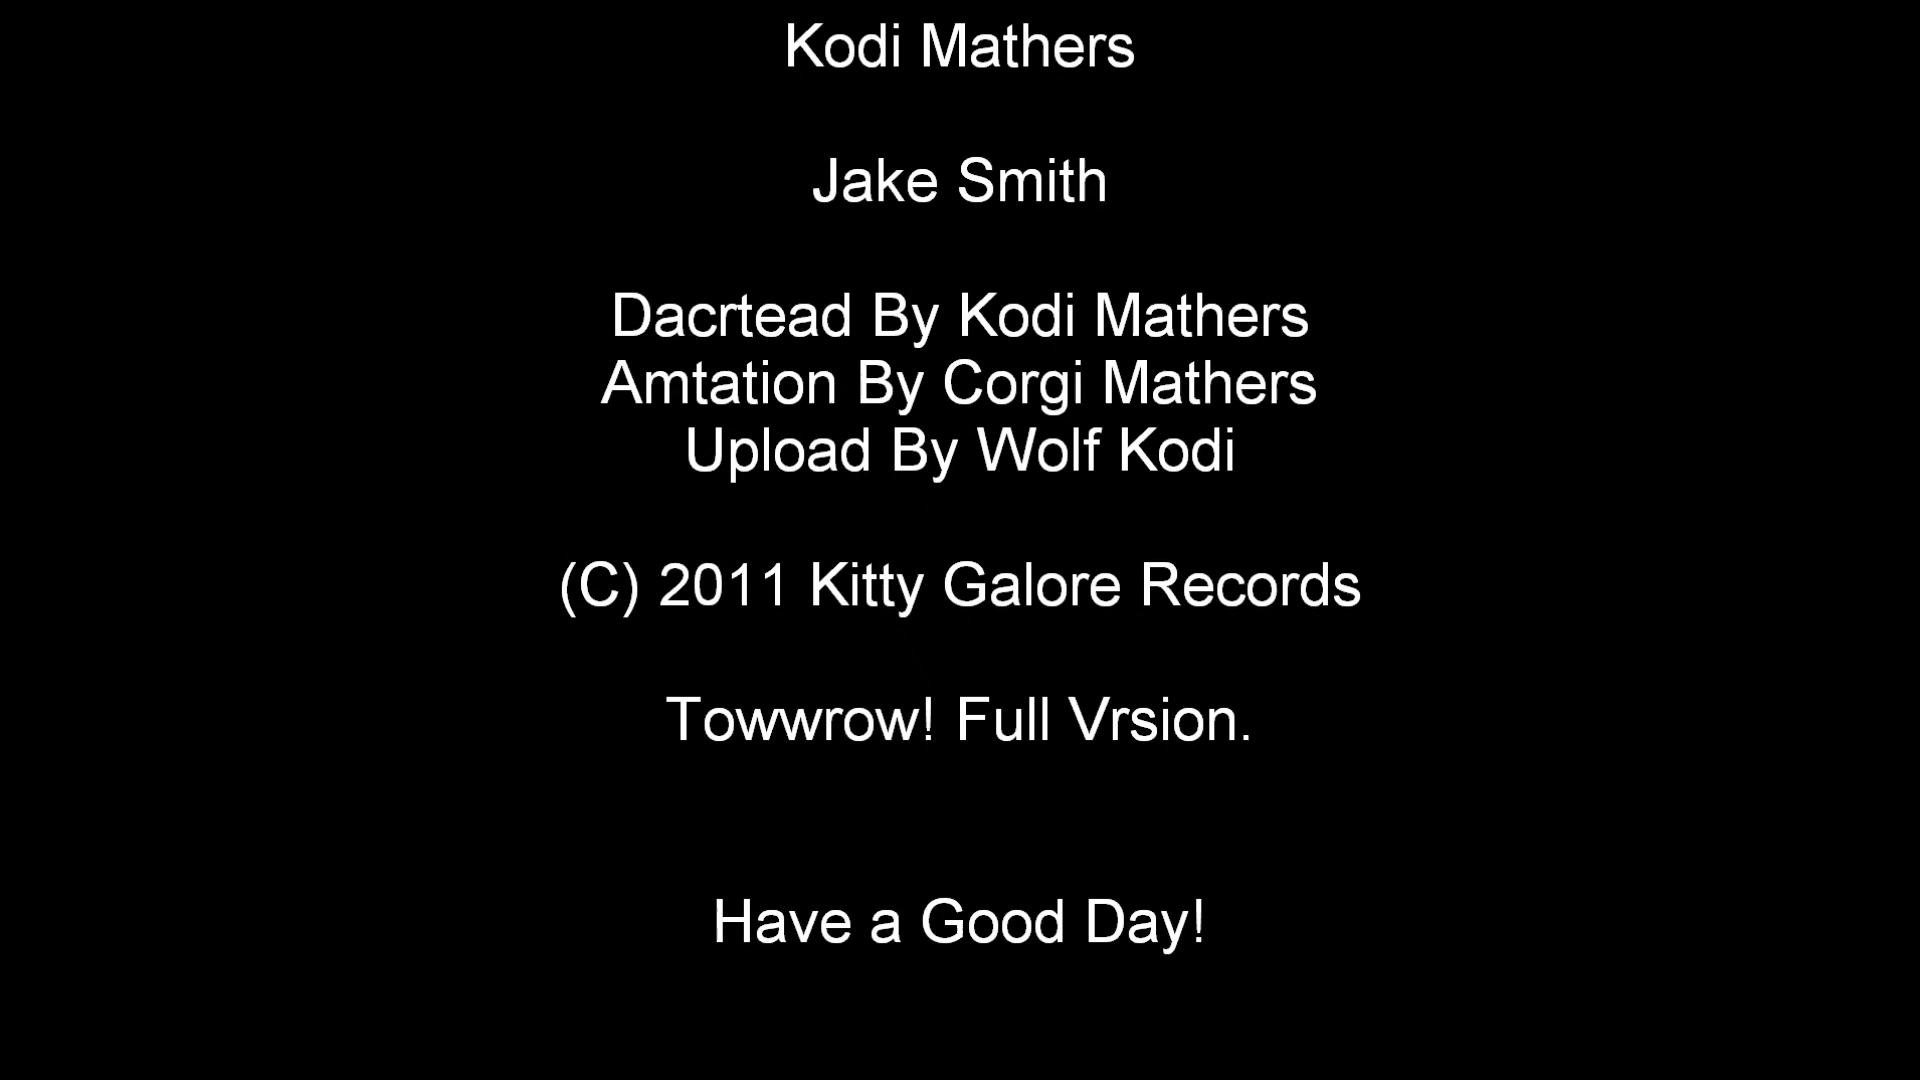 Kodi Mathers
Jake Smith
Dacrtead By Kodi Mathers
Amtation By Corgi Mathers
Upload By Wolf Kodi
(C) 2011 Kitty Galore Records
Towwrow! Full Vrsion.
Have a Good Day!